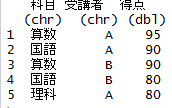 科目 受講者 得点
(chr) (chr) (dbl)
1 算数 A 95
2 国語 A 90
3 算数 B 90
4 国語 B 80
5 理科 A 80